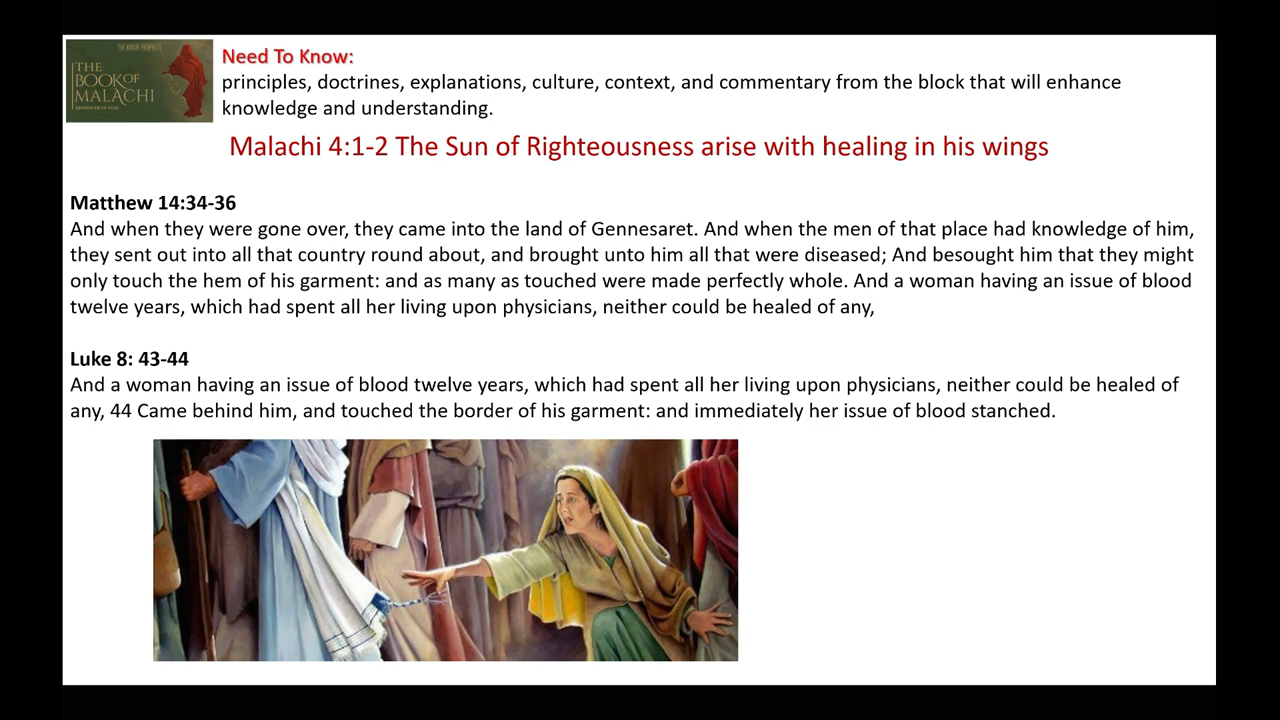 THE MINOR PROPHETS
THE
BOOK OF
MALACHI
MESSENGER OF GOD
Need To Know:
principles, doctrines, explanations, culture, context, and commentary from the block that will enhance
knowledge and understanding.
Malachi 4:1-2 The Sun of Righteousness arise with healing in his wings
Matthew 14:34-36
And when they were gone over, they came into the land of Gennesaret. And when the men of that place had knowledge of him,
they sent out into all that country round about, and brought unto him all that were diseased; And besought him that they might
only touch the hem of his garment: and as many as touched were made perfectly whole. And a woman having an issue of blood
twelve years, which had spent all her living upon physicians, neither could be healed of any,
Luke 8: 43-44
And a woman having an issue of blood twelve years, which had spent all her living upon physicians, neither could be healed of
any, 44 Came behind him, and touched the border of his garment: and immediately her issue of blood stanched.